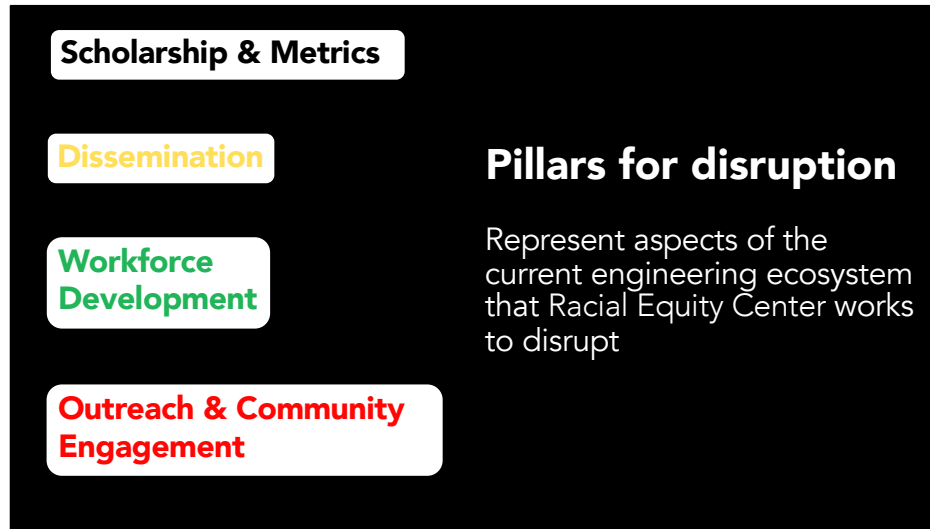 Scholarship & Metrics
Dissemination
Workforce
Development
Outreach & Community
Engagement
Pillars for disruption
Represent aspects of the
current engineering ecosystem
that Racial Equity Center works
to disrupt